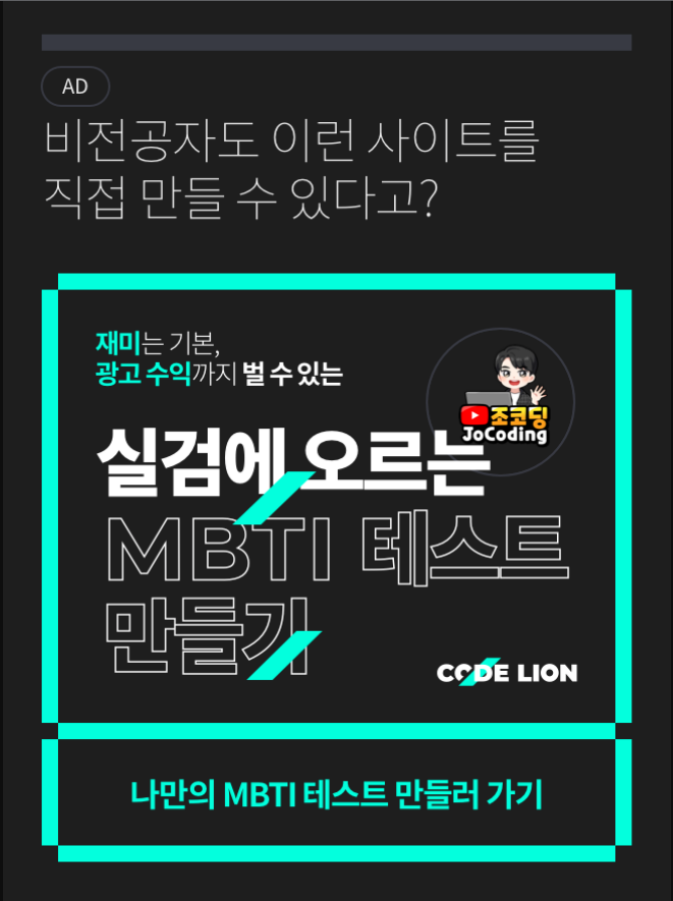 AD
비전공자도 이런 사이트를
직접 만들 수 있다고?
재미는 기본,
광고 수익까지 벌 수 있는
조코딩
JoCoding
실검에 오르는
MBTI 테스트
만들기
CODE LION
나만의 MBTI 테스트 만들러 가기